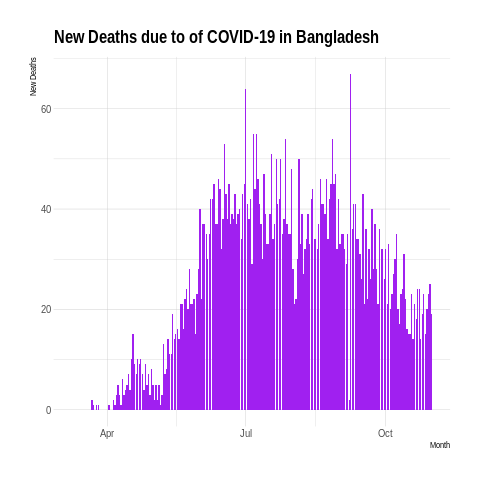 New Deaths due to of COVID-19 in Bangladesh
New Deaths
60
40
20
0
Apr
Jul
Oct
Month